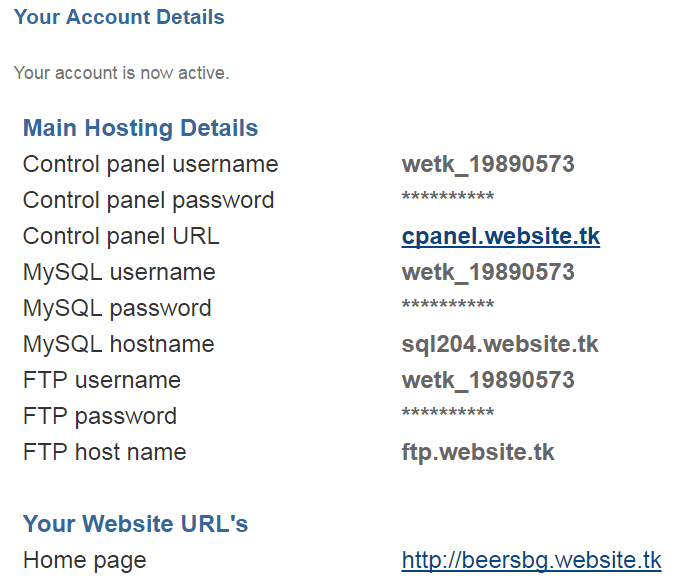 Your Account Details
Your account is now active.
Main Hosting Details
Control panel username wetk_19890573
Control panel password **********
Control panel URL cpanel.website.tk
MySQL username wetk_19890573
MySQL password **********
MySQL hostname sql204.website.tk
FTP username wetk_19890573
FTP password **********
FTP host name ftp.website.tk
Your Website URL's
Home page http://beersbg.website.tk